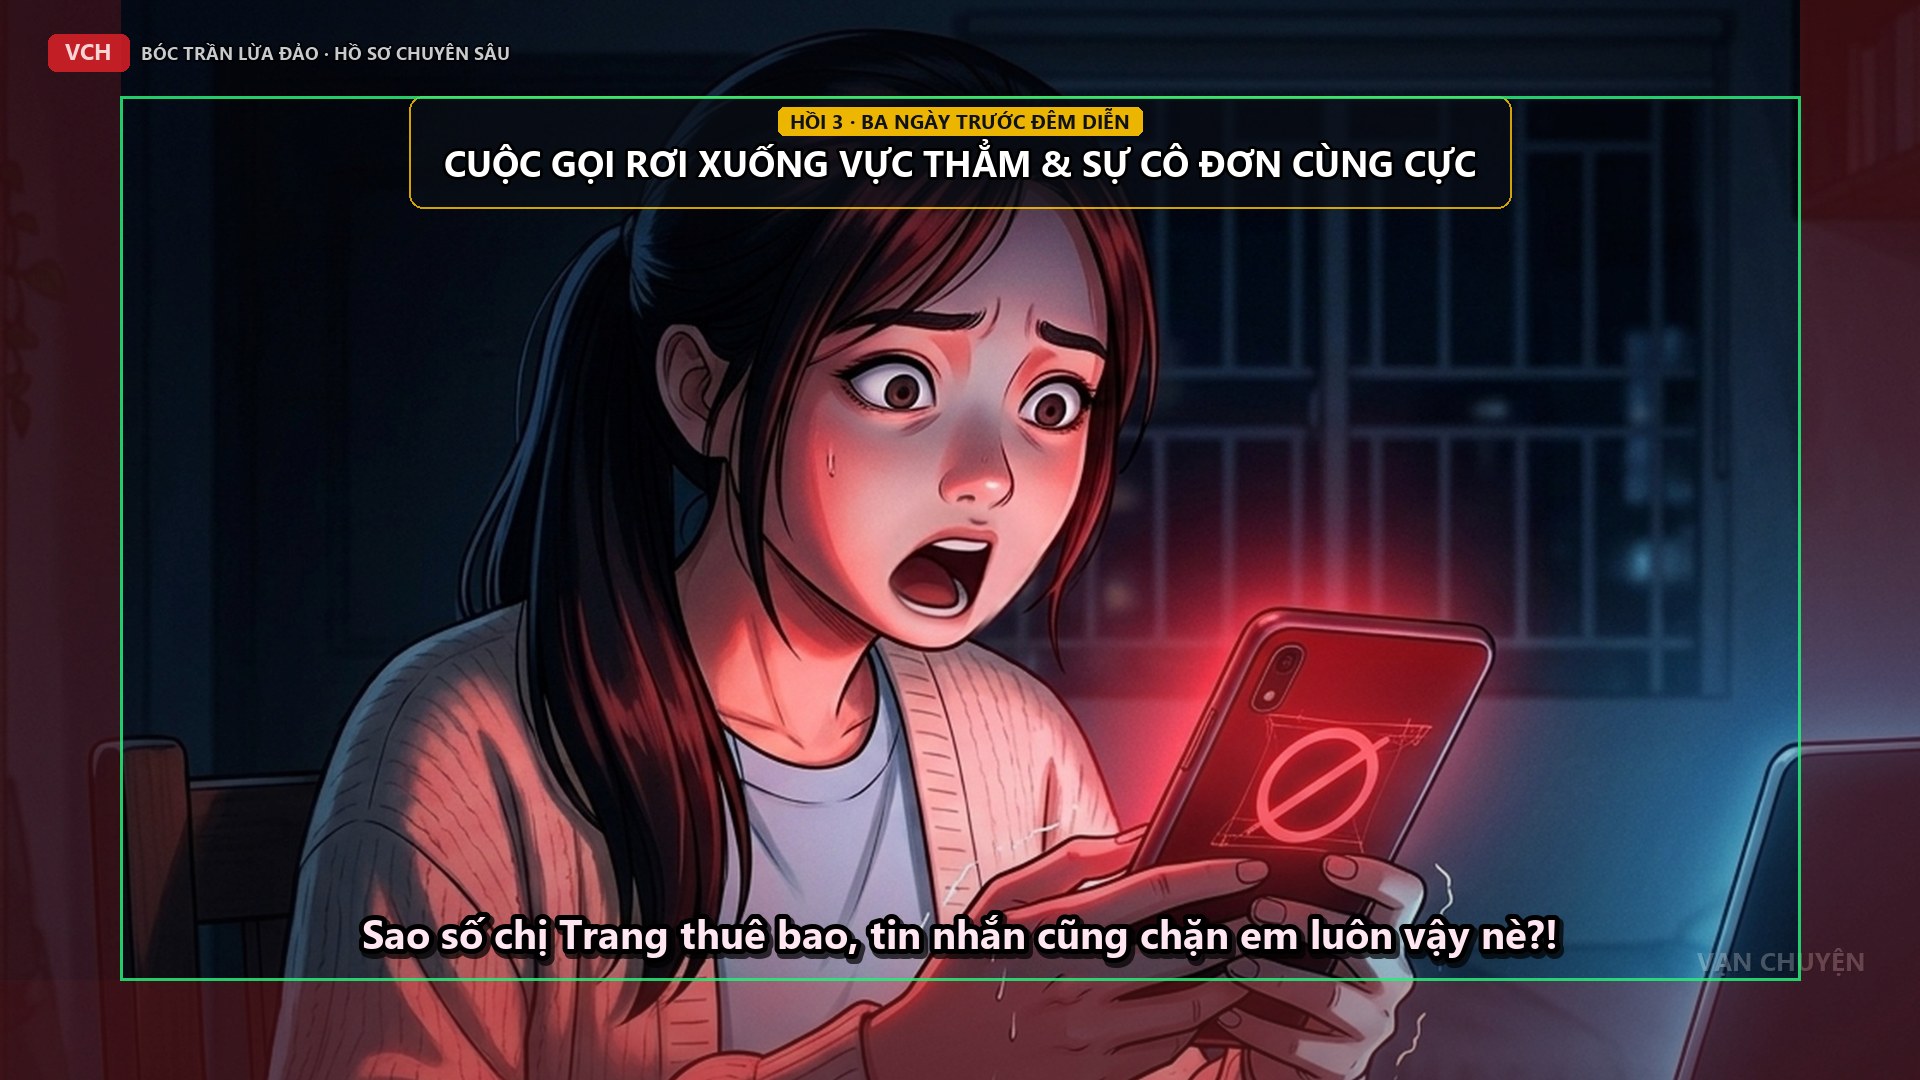 VCH BÓC TRẦN LỪA ĐẢO · HỒ SƠ CHUYÊN SÂU
HỒI 3 · BA NGÀY TRƯỚC ĐÊM DIỄN
CUỘC GỌI RƠI XUỐNG VỰC THẲM & SỰ CÔ ĐƠN CÙNG CỰC
Sao số chị Trang thuê bao, tin nhắn cũng chặn em luôn vậy nè?!
VẠN CHUYỆN